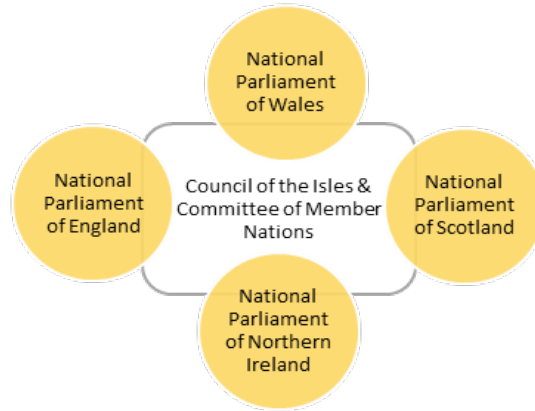 National
Parliament
of Wales
National
Parliament
of England
Council of the Isles &
Committee of Member
Nations
National
Parliament
of Scotland
National
Parliament
of Northern
Ireland